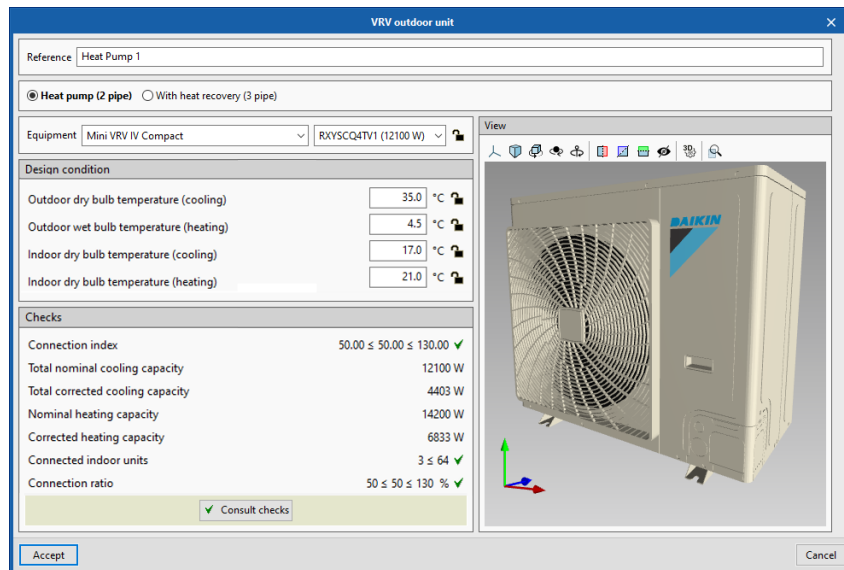 VRV outdoor unit
Reference Heat Pump 1
Heat pump (2 pipe) With heat recovery (3 pipe)
Equipment Mini VRV IV Compact RXYSCQ4TV1 (12100 W)
Design condition
Outdoor dry bulb temperature (cooling) 35.0 °C
Outdoor wet bulb temperature (heating) 4.5 °C
Indoor dry bulb temperature (cooling) 17.0 °C
Indoor dry bulb temperature (heating) 21.0 °C
Checks
Connection index 50.00 ≤ 50.00 ≤ 130.00
Total nominal cooling capacity 12100 W
Total corrected cooling capacity 4403 W
Nominal heating capacity 14200 W
Corrected heating capacity 6833 W
Connected indoor units 3 ≤ 64
Connection ratio 50 ≤ 50 ≤ 130 %
Consult checks
View
3D
DAIKIN
Accept
Cancel